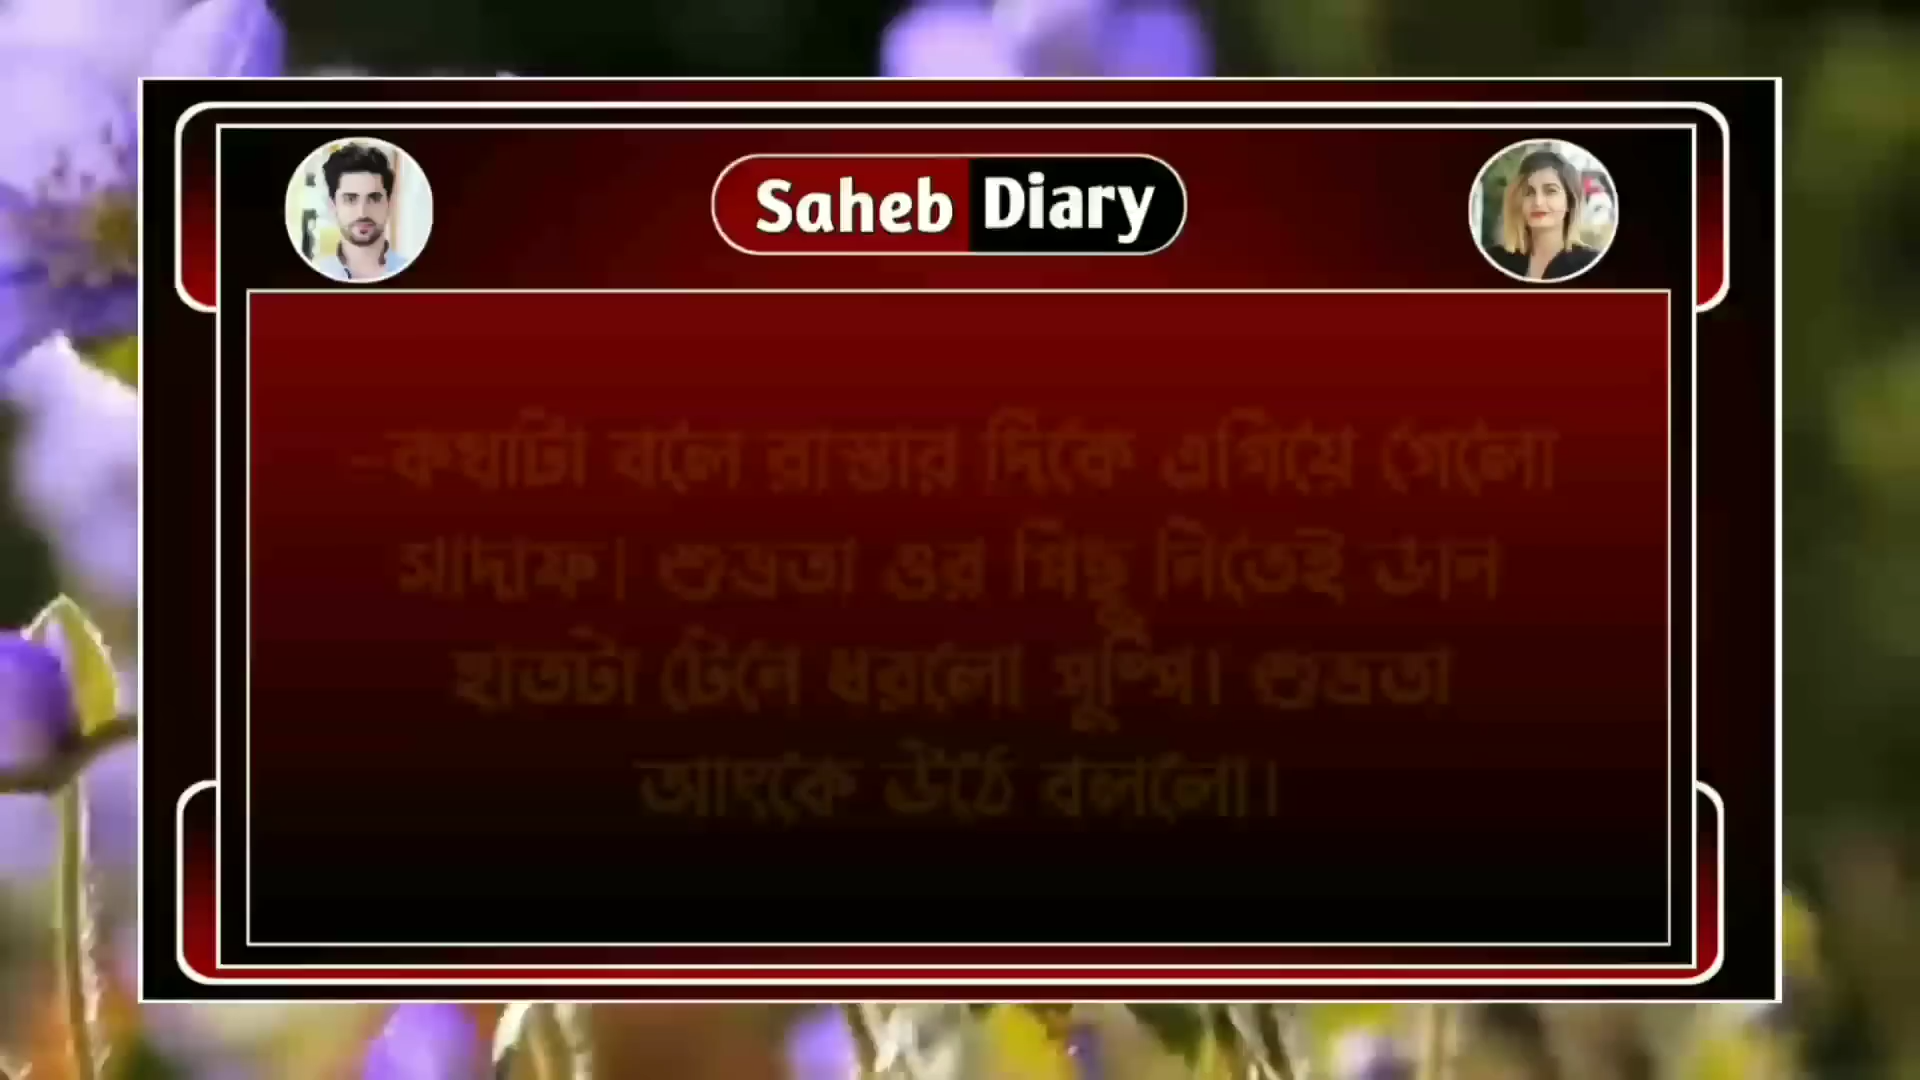 Saheb Diary
-কথাটা বলে রাস্তার দিকে এগিয়ে গেলো
সাদাফ। শুভ্রতা ওর পিছু নিতেই ডান
হাতটা টেনে ধরলো পুষ্পি। শুভ্রতা
আৎকে উঠে বললো।